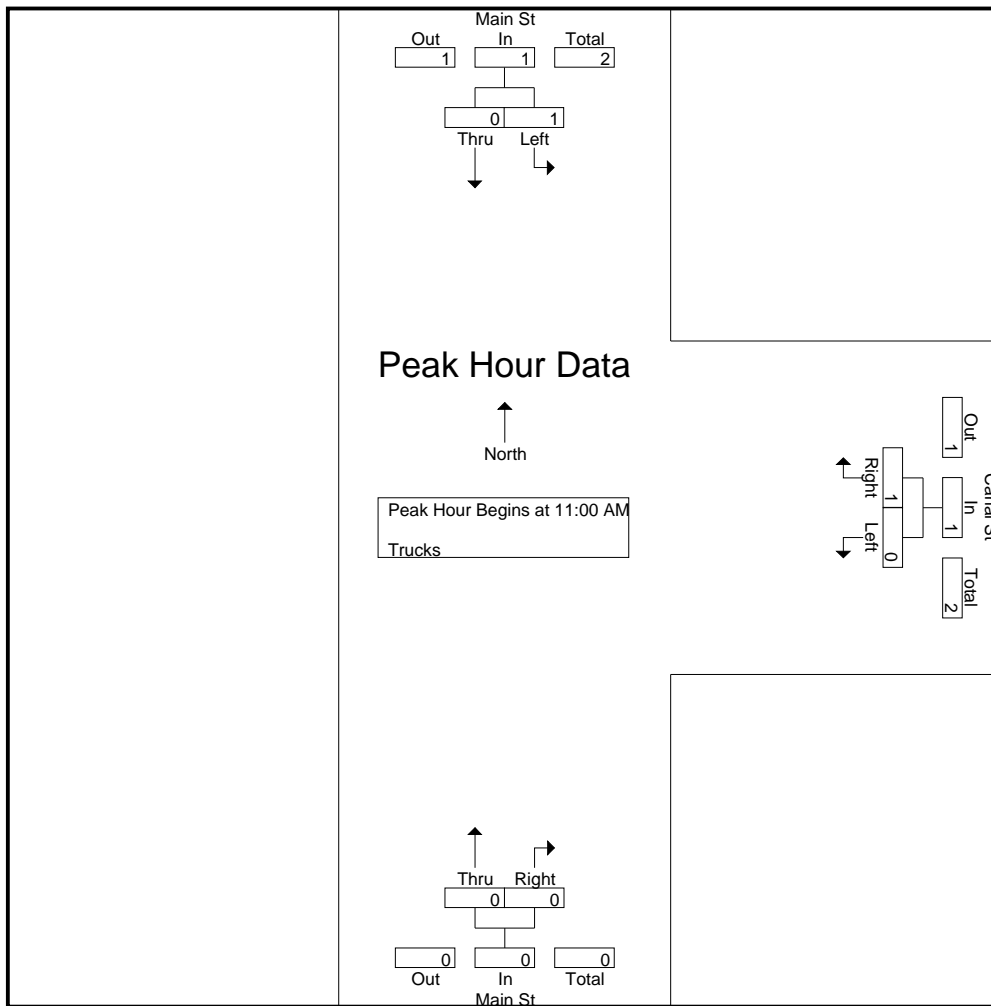 Main St
Out In Total
1 1 2
0 1
Thru Left
Peak Hour Data
North
Peak Hour Begins at 11:00 AM
Trucks
Out In Total
1 1 2
Right Left
1 0
Thru Right
0 0
0 0 0
Out In Total
Main St